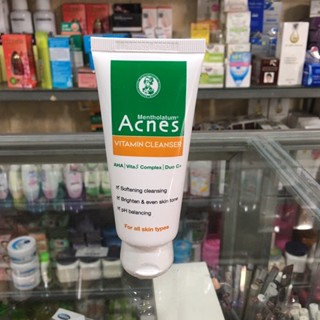 Mentholatum
Acnes
VITAMIN CLEANSER
AHA | Vita5 Complex | Duo C+
Softening cleansing
Brighten & even skin tone
pH balancing
For all skin types